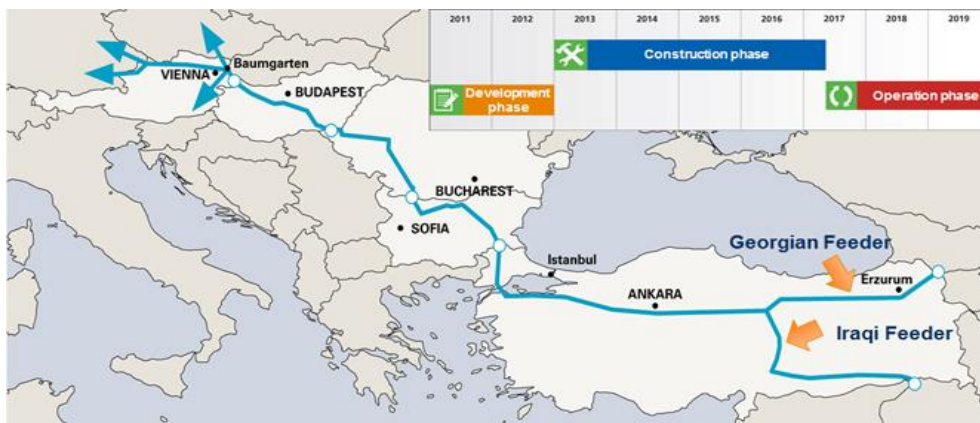 2011 2012 2013 2014 2015 2016 2017 2018 2019
Construction phase
Development
phase
Operation phase
Baumgarten
VIENNA
BUDAPEST
BUCHAREST
SOFIA
Istanbul
ANKARA
Georgian Feeder
Erzurum
Iraqi Feeder